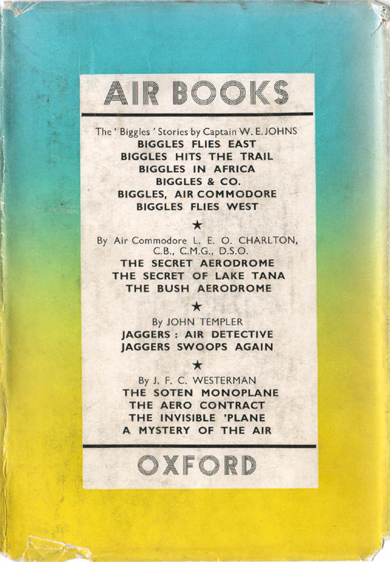 AIR BOOKS
The 'Biggles' Stories by Captain W. E. JOHNS
BIGGLES FLIES EAST
BIGGLES HITS THE TRAIL
BIGGLES IN AFRICA
BIGGLES & CO.
BIGGLES, AIR COMMODORE
BIGGLES FLIES WEST
★
By Air Commodore L. E. O. CHARLTON,
C.B., C.M.G., D.S.O.
THE SECRET AERODROME
THE SECRET OF LAKE TANA
THE BUSH AERODROME
★
By JOHN TEMPLER
JAGGERS : AIR DETECTIVE
JAGGERS SWOOPS AGAIN
★
By J. F. C. WESTERMAN
THE SOTEN MONOPLANE
THE AERO CONTRACT
THE INVISIBLE 'PLANE
A MYSTERY OF THE AIR
OXFORD